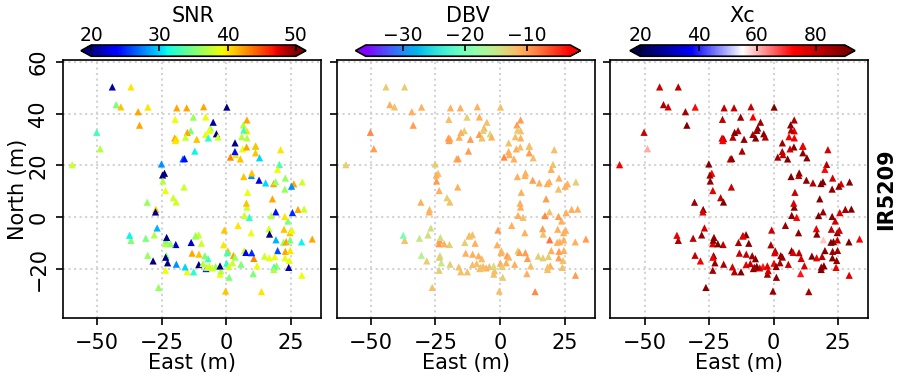 SNR DBV Xc
20 30 40 50 −30 −20 −10 20 40 60 80
60
40
20
0
−20
North (m)
IR5209
−50 −25 0 25 −50 −25 0 25 −50 −25 0 25
East (m) East (m) East (m)